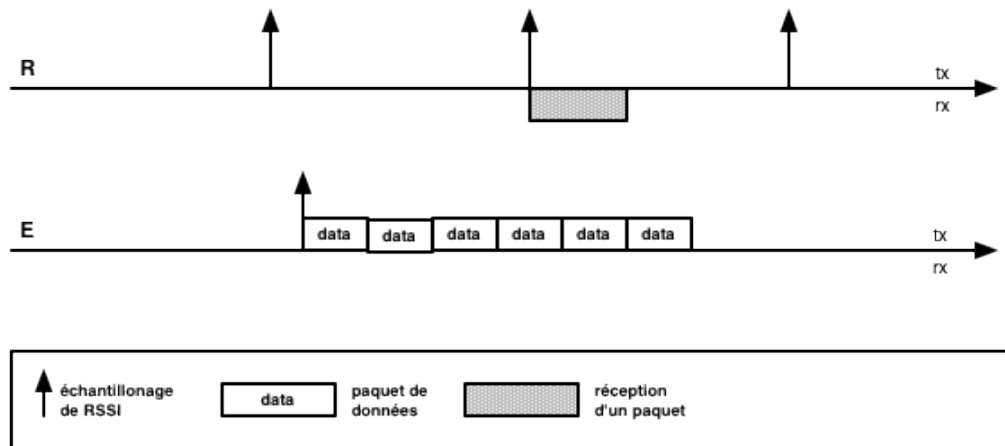 R
tx
rx
E
data data data data data data
tx
rx
échantillonage
de RSSI
data
paquet de
données
réception
d'un paquet